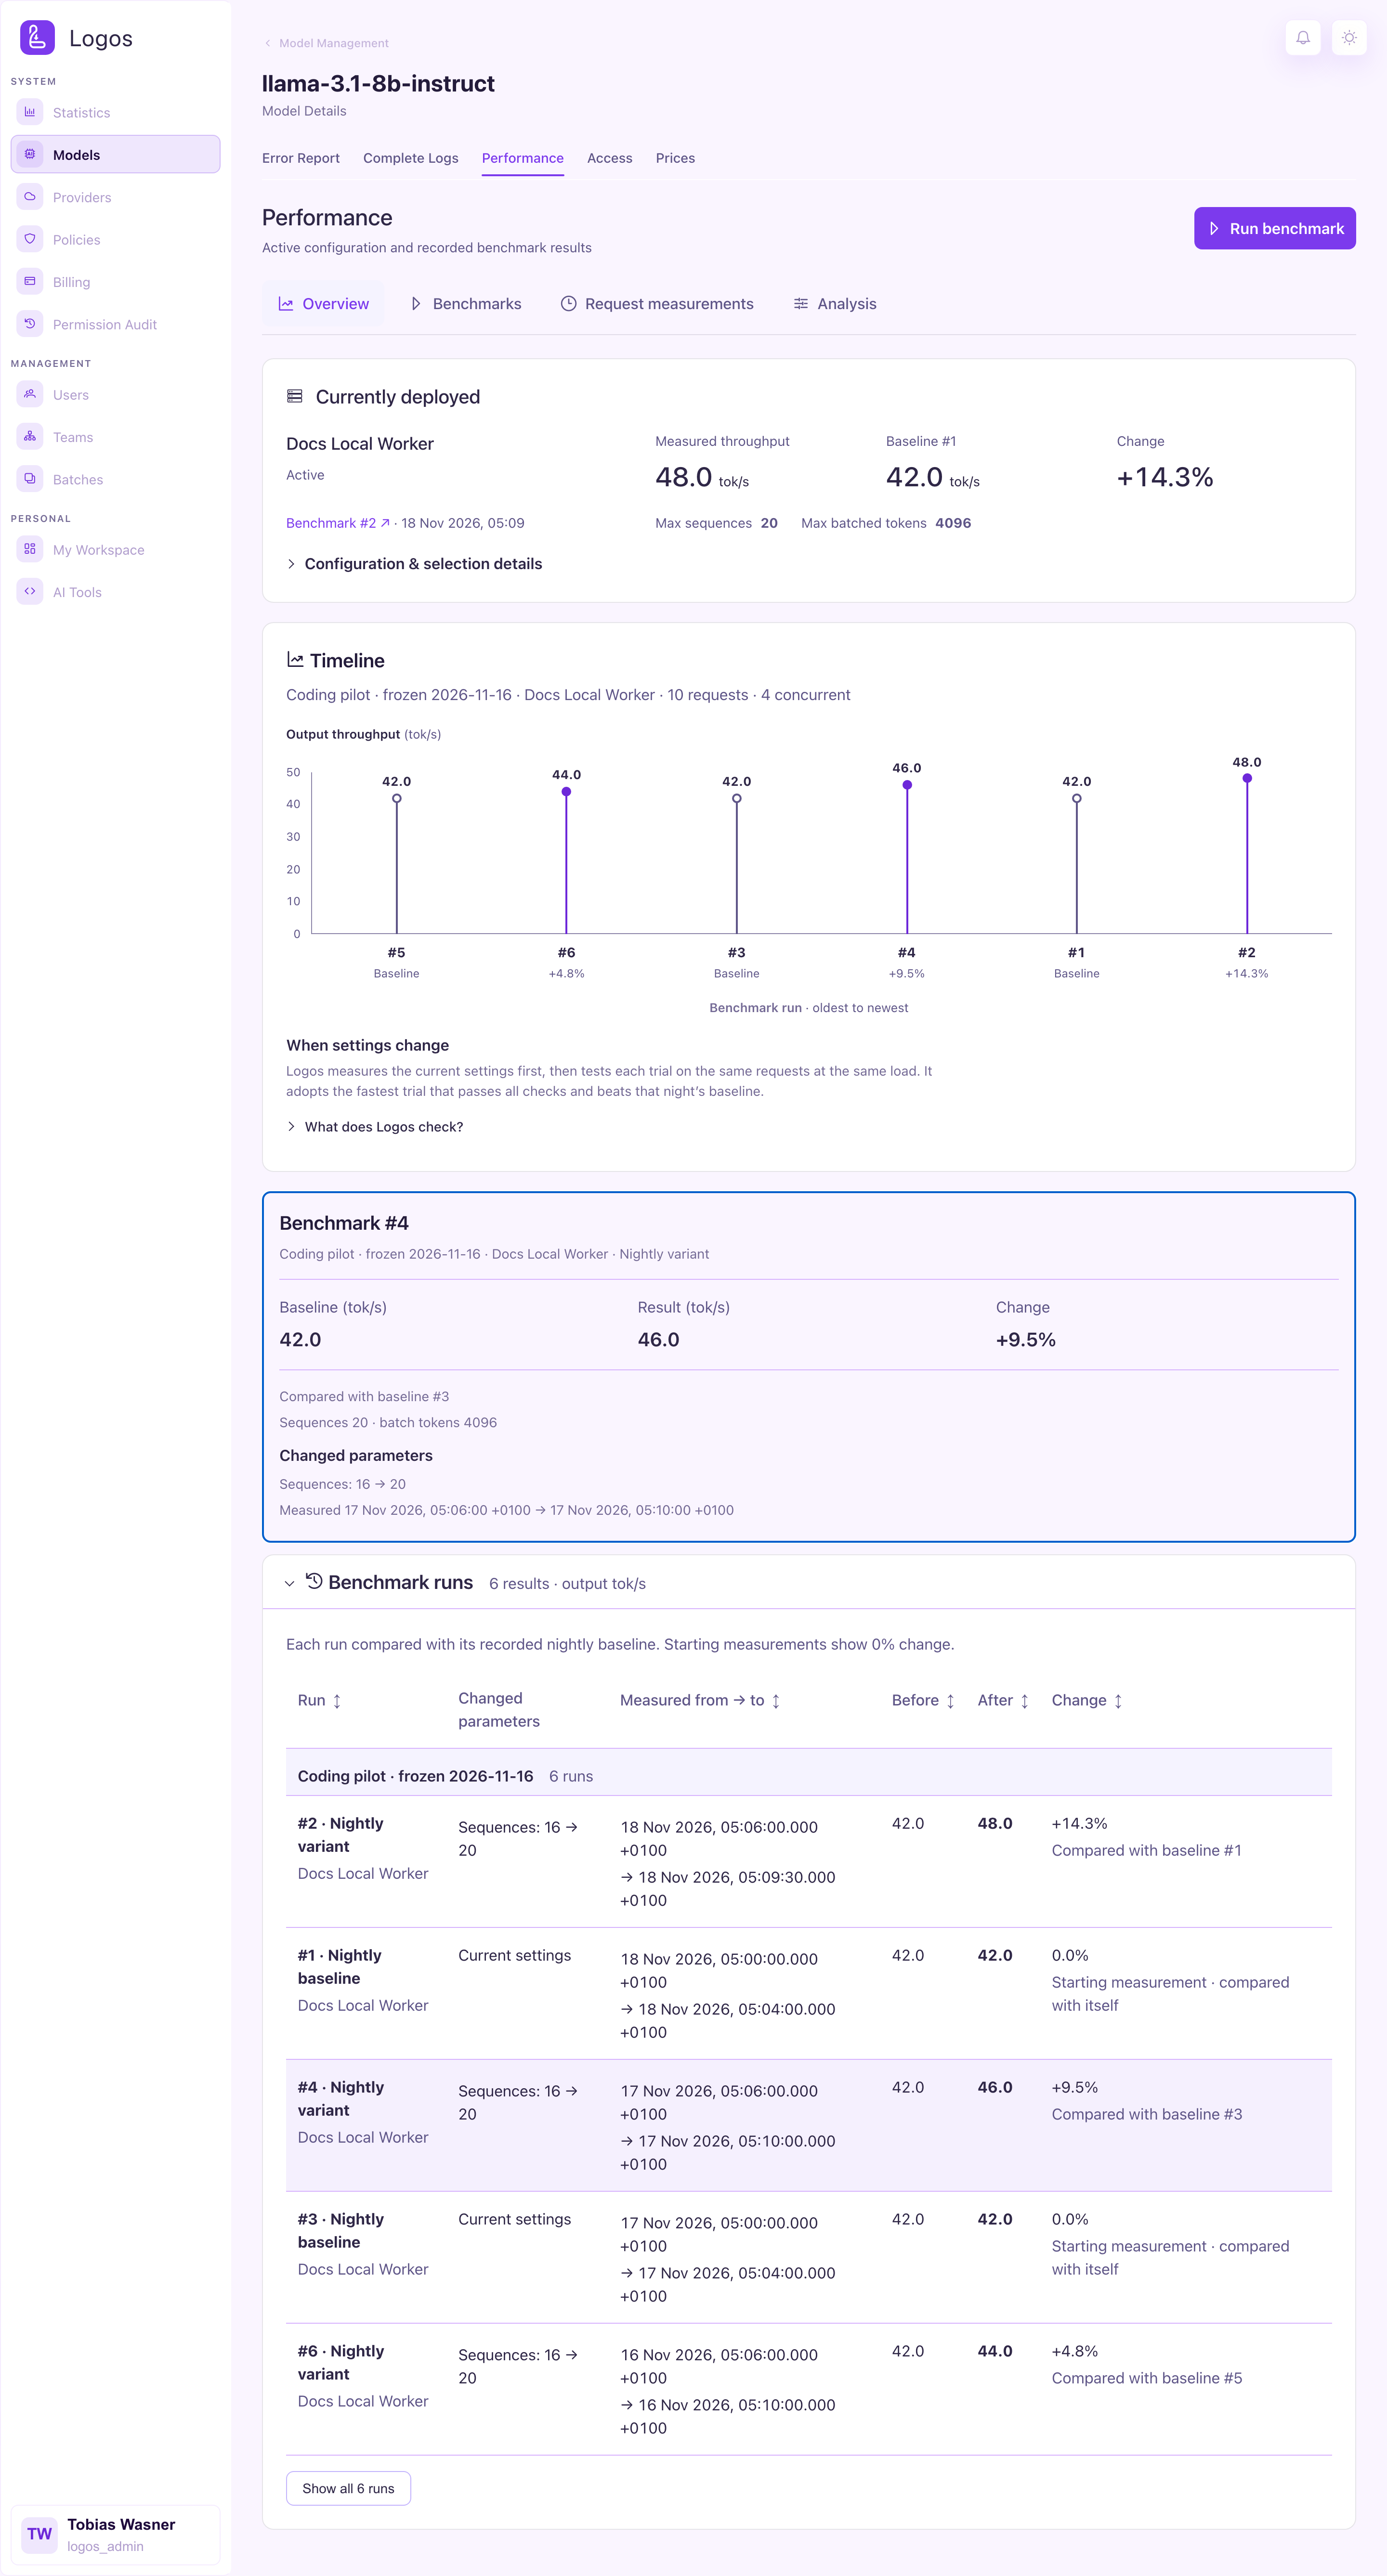 Logos
SYSTEM
Statistics
Models
Providers
Policies
Billing
Permission Audit
MANAGEMENT
Users
Teams
Batches
PERSONAL
My Workspace
AI Tools
TW
Tobias Wasner
logos_admin
Model Management
llama-3.1-8b-instruct
Model Details
Error Report
Complete Logs
Performance
Access
Prices
Performance
Active configuration and recorded benchmark results
Run benchmark
Overview
Benchmarks
Request measurements
Analysis
Currently deployed
Docs Local Worker
Active
Measured throughput
48.0 tok/s
Baseline #1
42.0 tok/s
Change
+14.3%
Benchmark #2 ↗ · 18 Nov 2026, 05:09
Max sequences 20 Max batched tokens 4096
Configuration & selection details
Timeline
Coding pilot · frozen 2026-11-16 · Docs Local Worker · 10 requests · 4 concurrent
Output throughput (tok/s)
50
40
30
20
10
0
42.0
44.0
42.0
46.0
42.0
48.0
#5
Baseline
#6
+4.8%
#3
Baseline
#4
+9.5%
#1
Baseline
#2
+14.3%
Benchmark run · oldest to newest
When settings change
Logos measures the current settings first, then tests each trial on the same requests at the same load. It
adopts the fastest trial that passes all checks and beats that night’s baseline.
What does Logos check?
Benchmark #4
Coding pilot · frozen 2026-11-16 · Docs Local Worker · Nightly variant
Baseline (tok/s)
42.0
Result (tok/s)
46.0
Change
+9.5%
Compared with baseline #3
Sequences 20 · batch tokens 4096
Changed parameters
Sequences: 16 → 20
Measured 17 Nov 2026, 05:06:00 +0100 → 17 Nov 2026, 05:10:00 +0100
Benchmark runs 6 results · output tok/s
Each run compared with its recorded nightly baseline. Starting measurements show 0% change.
Run ↕
Changed
parameters
Measured from → to ↕
Before ↕
After ↕
Change ↕
Coding pilot · frozen 2026-11-16 6 runs
#2 · Nightly
variant
Docs Local Worker
Sequences: 16 →
20
18 Nov 2026, 05:06:00.000
+0100
→ 18 Nov 2026, 05:09:30.000
+0100
42.0
48.0
+14.3%
Compared with baseline #1
#1 · Nightly
baseline
Docs Local Worker
Current settings
18 Nov 2026, 05:00:00.000
+0100
→ 18 Nov 2026, 05:04:00.000
+0100
42.0
42.0
0.0%
Starting measurement · compared
with itself
#4 · Nightly
variant
Docs Local Worker
Sequences: 16 →
20
17 Nov 2026, 05:06:00.000
+0100
→ 17 Nov 2026, 05:10:00.000
+0100
42.0
46.0
+9.5%
Compared with baseline #3
#3 · Nightly
baseline
Docs Local Worker
Current settings
17 Nov 2026, 05:00:00.000
+0100
→ 17 Nov 2026, 05:04:00.000
+0100
42.0
42.0
0.0%
Starting measurement · compared
with itself
#6 · Nightly
variant
Docs Local Worker
Sequences: 16 →
20
16 Nov 2026, 05:06:00.000
+0100
→ 16 Nov 2026, 05:10:00.000
+0100
42.0
44.0
+4.8%
Compared with baseline #5
Show all 6 runs